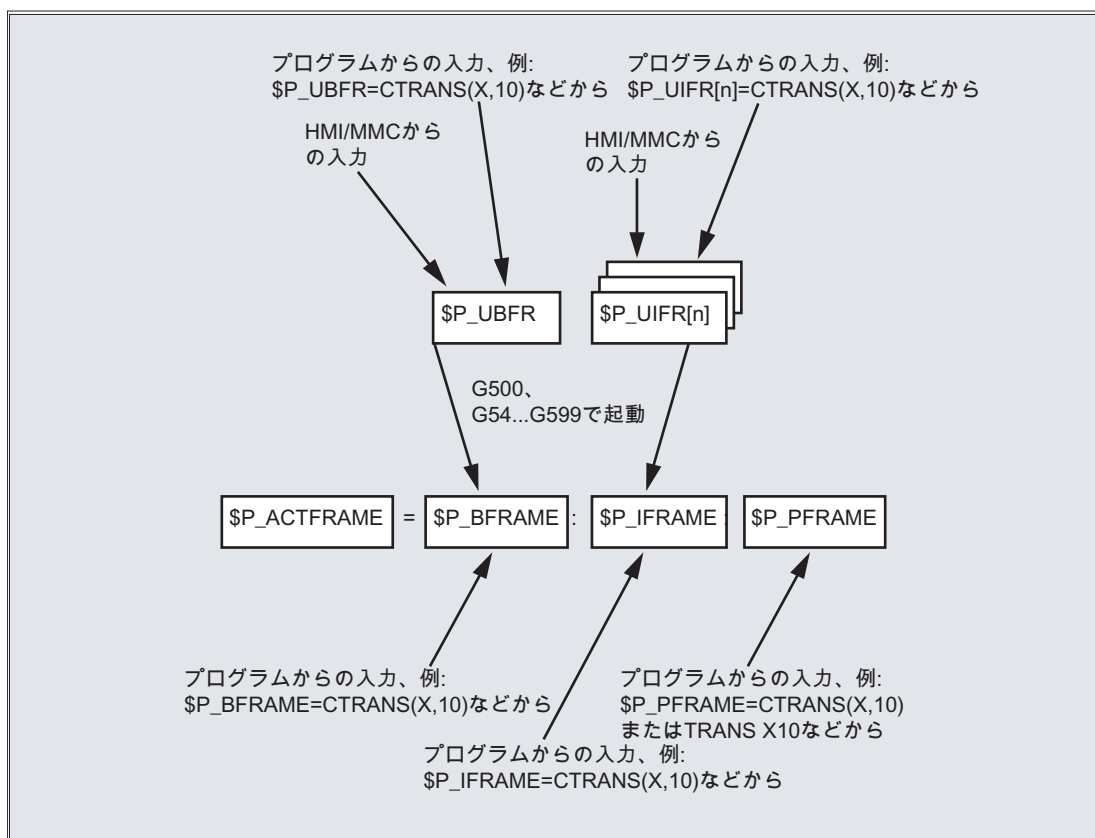 プログラムからの入力、例:
$P_UBFR=CTRANS(X,10)などから
プログラムからの入力、例:
$P_UIFR[n]=CTRANS(X,10)などから
HMI/MMCから
の入力
HMI/MMCから
の入力
$P_UBFR
$P_UIFR[n]
G500、
G54...G599で起動
$P_ACTFRAME = $P_BFRAME : $P_IFRAME : $P_PFRAME
プログラムからの入力、例:
$P_BFRAME=CTRANS(X,10)などから
プログラムからの入力、例:
$P_PFRAME=CTRANS(X,10)
またはTRANS X10などから
プログラムからの入力、例:
$P_IFRAME=CTRANS(X,10)などから